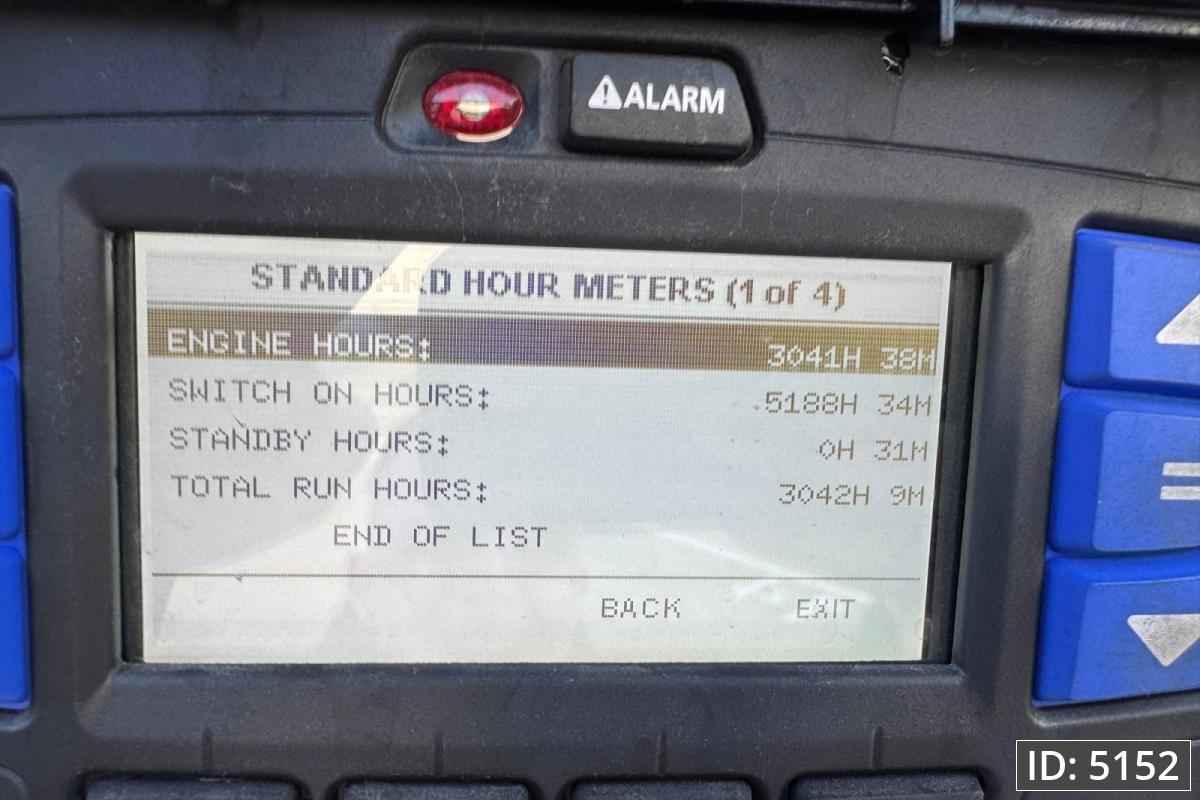 ALARM
STANDARD HOUR METERS (1 of 4)
ENGINE HOURS: 3041H 38M
SWITCH ON HOURS: 5188H 34M
STANDBY HOURS: 0H 31M
TOTAL RUN HOURS: 3042H 9M
END OF LIST
BACK EXIT
ID: 5152